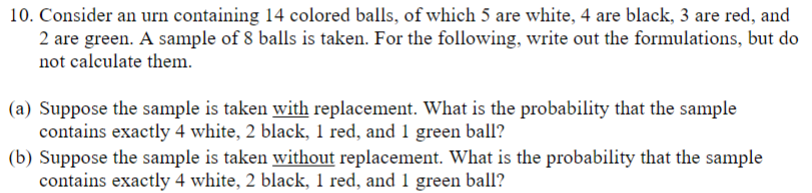 10. Consider an urn containing 14 colored balls, of which 5 are white, 4 are black, 3 are red, and
2 are green. A sample of 8 balls is taken. For the following, write out the formulations, but do
not calculate them.
(a) Suppose the sample is taken with replacement. What is the probability that the sample
contains exactly 4 white, 2 black, 1 red, and 1 green ball?
(b) Suppose the sample is taken without replacement. What is the probability that the sample
contains exactly 4 white, 2 black, 1 red, and 1 green ball?